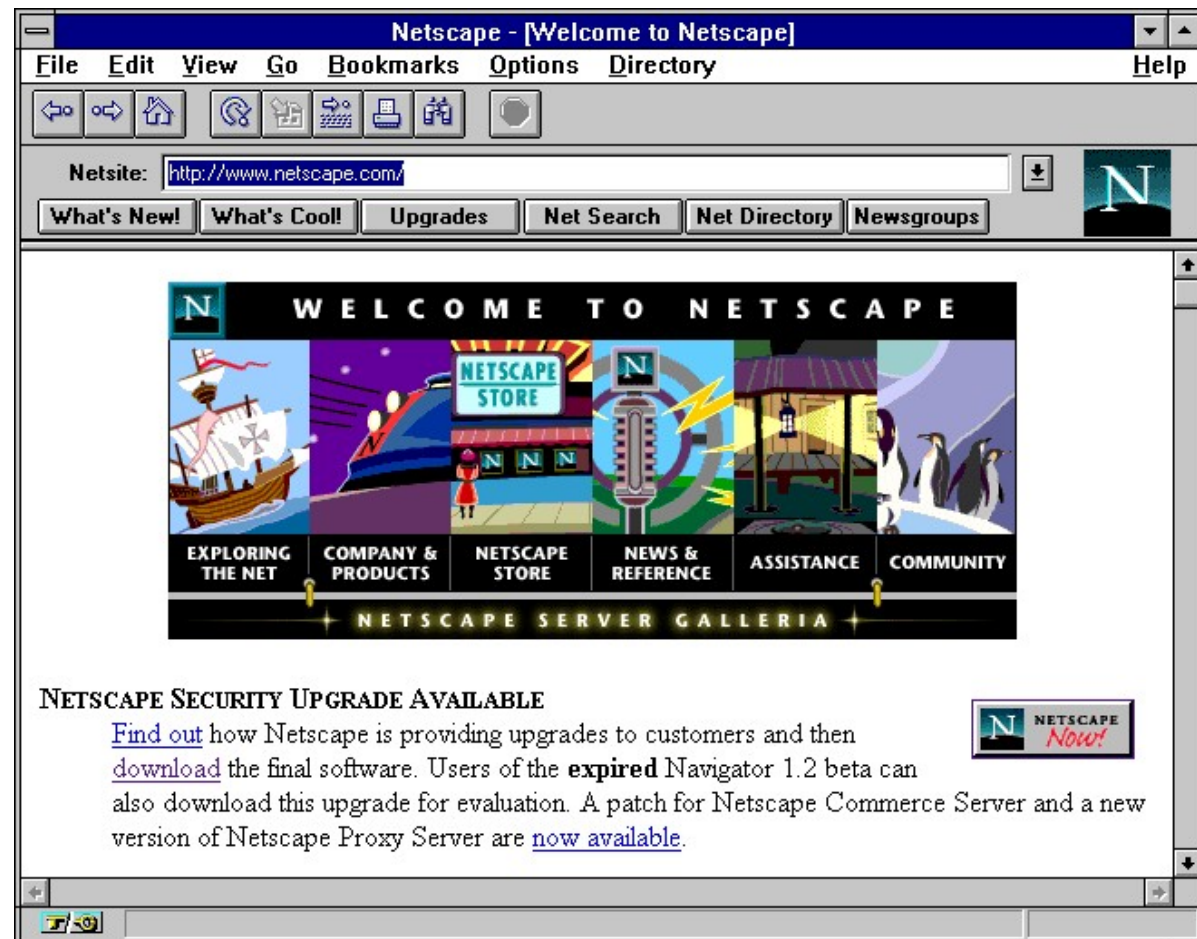 Netscape - [Welcome to Netscape]
File Edit View Go Bookmarks Options Directory Help
Netsite: http://www.netscape.com/
N
What's New! What's Cool! Upgrades Net Search Net Directory Newsgroups
N WELCOME TO NETSCAPE
NETSCAPE
STORE
N
N N N
N
EXPLORING
THE NET
COMPANY &
PRODUCTS
NETSCAPE
STORE
NEWS &
REFERENCE
ASSISTANCE
COMMUNITY
NETSCAPE SERVER GALLERIA
NETSCAPE SECURITY UPGRADE AVAILABLE
Find out how Netscape is providing upgrades to customers and then
download the final software. Users of the expired Navigator 1.2 beta can
also download this upgrade for evaluation. A patch for Netscape Commerce Server and a new
version of Netscape Proxy Server are now available.
N NETSCAPE
Now!